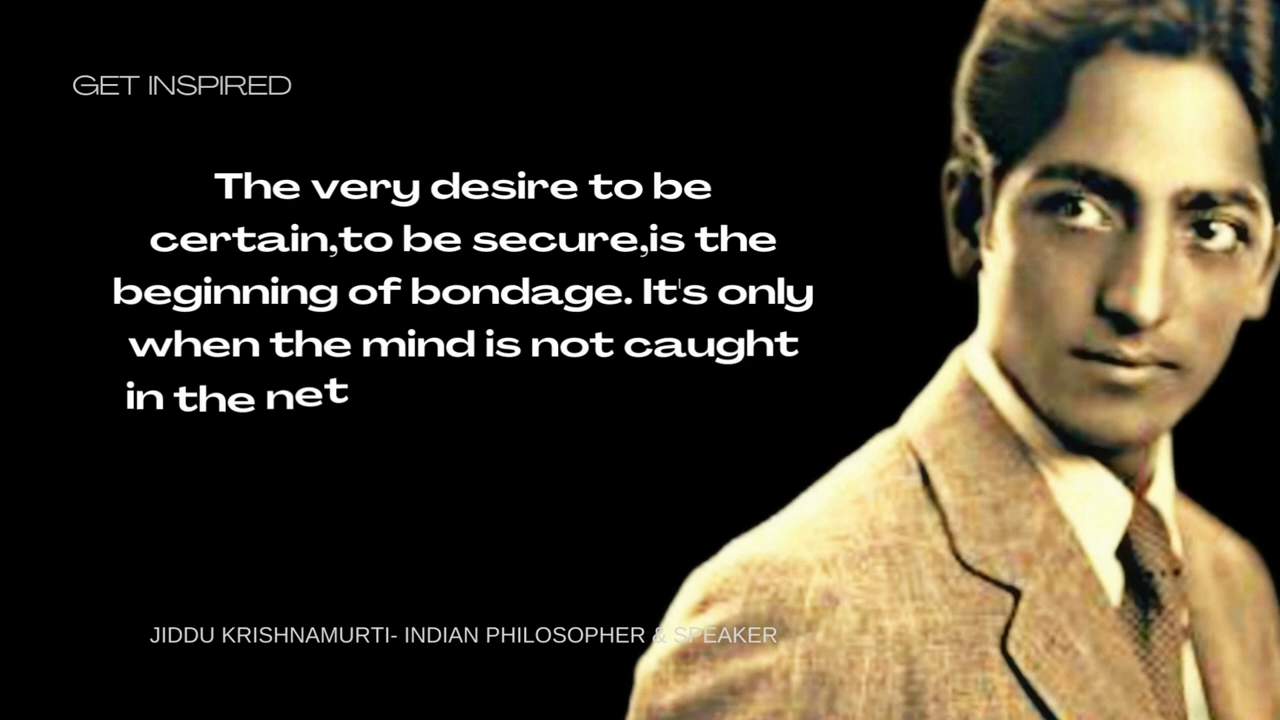 GET INSPIRED
The very desire to be
certain,to be secure,is the
beginning of bondage. It's only
when the mind is not caught
in the net
JIDDU KRISHNAMURTI- INDIAN PHILOSOPHER & SPEAKER